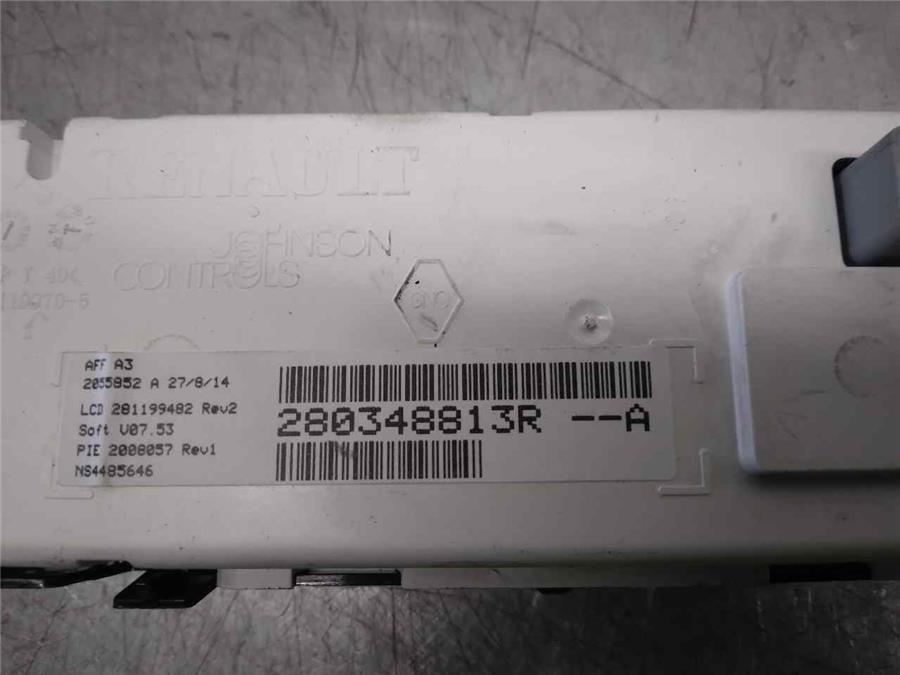 RENAULT
JOHNSON
CONTROLS
GNO
AFF A3
2055852 A 27/8/14
LCD 281199482 Rev2
Soft V07.53
PIE 2008057 Rev1
NS4485646
280348813R --A